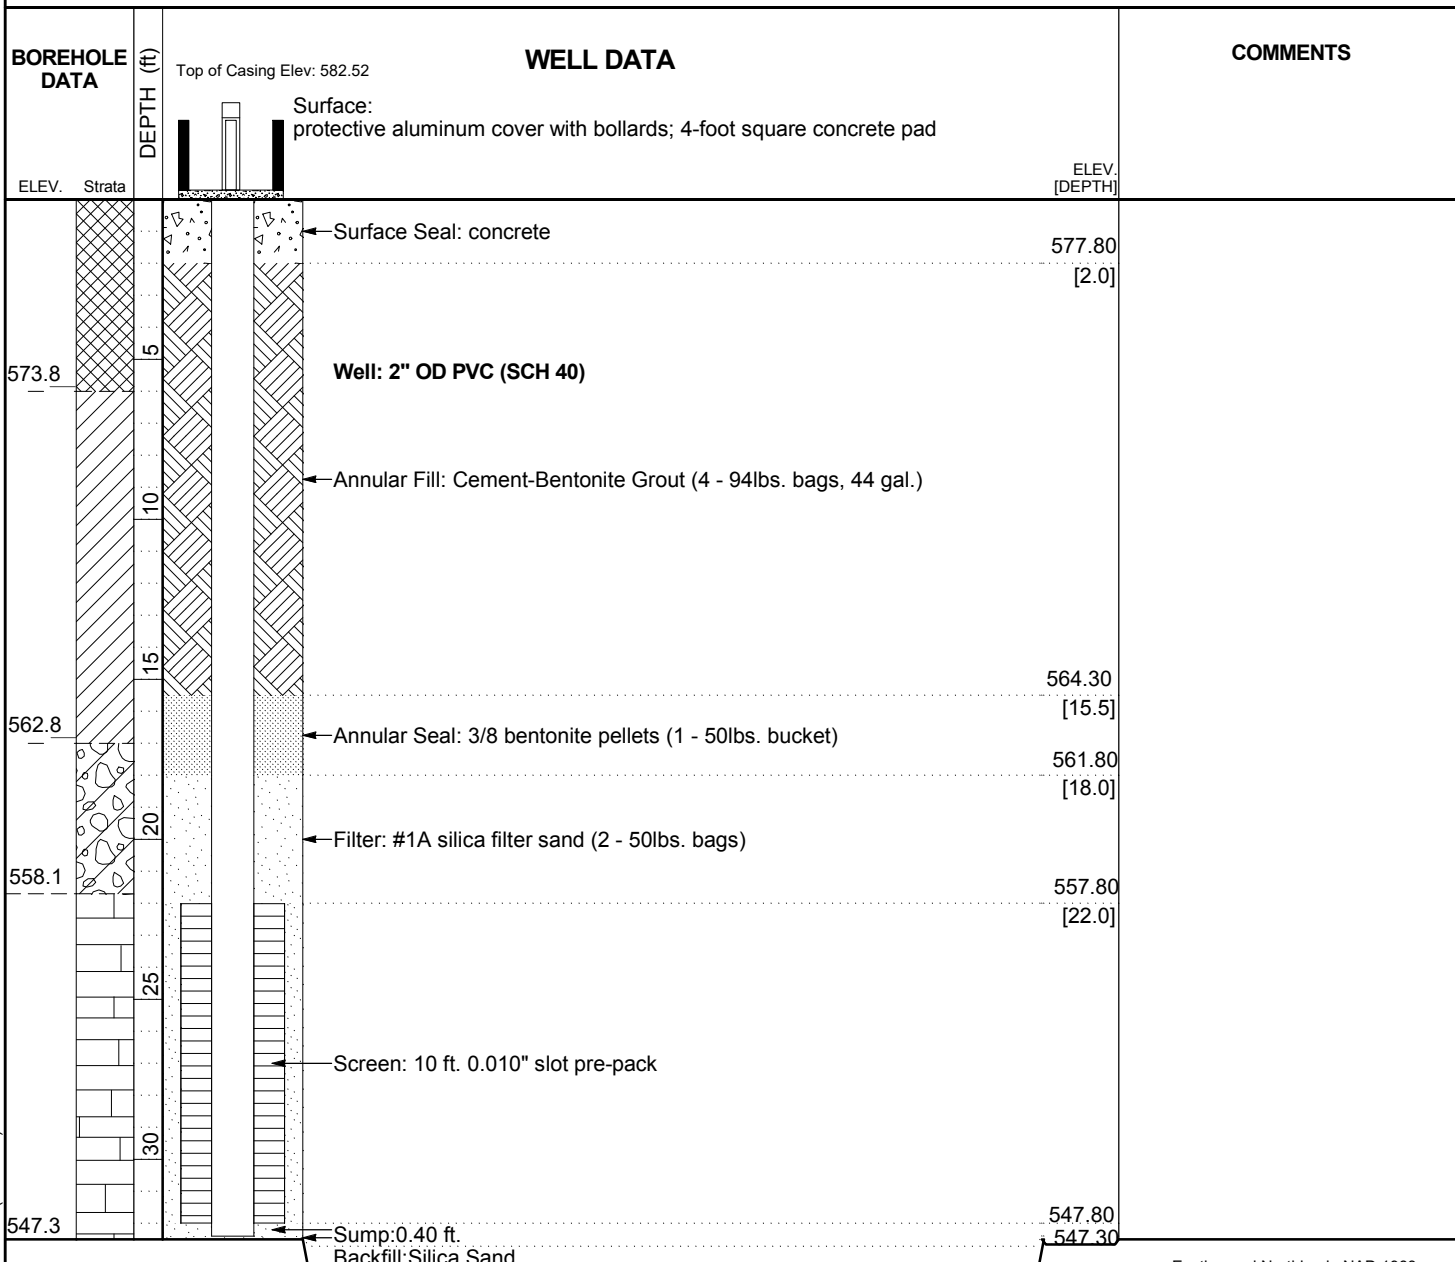 BOREHOLE
DATA
DEPTH (ft)
WELL DATA
COMMENTS
Top of Casing Elev: 582.52
Surface:
protective aluminum cover with bollards; 4-foot square concrete pad
ELEV. Strata
ELEV.
[DEPTH]
Surface Seal: concrete
577.80
[2.0]
5
573.8
Well: 2" OD PVC (SCH 40)
Annular Fill: Cement-Bentonite Grout (4 - 94lbs. bags, 44 gal.)
10
15
564.30
[15.5]
562.8
Annular Seal: 3/8 bentonite pellets (1 - 50lbs. bucket)
561.80
[18.0]
20
Filter: #1A silica filter sand (2 - 50lbs. bags)
558.1
557.80
[22.0]
25
Screen: 10 ft. 0.010" slot pre-pack
30
547.80
547.3
Sump:0.40 ft.
547.30
Backfill:Silica Sand